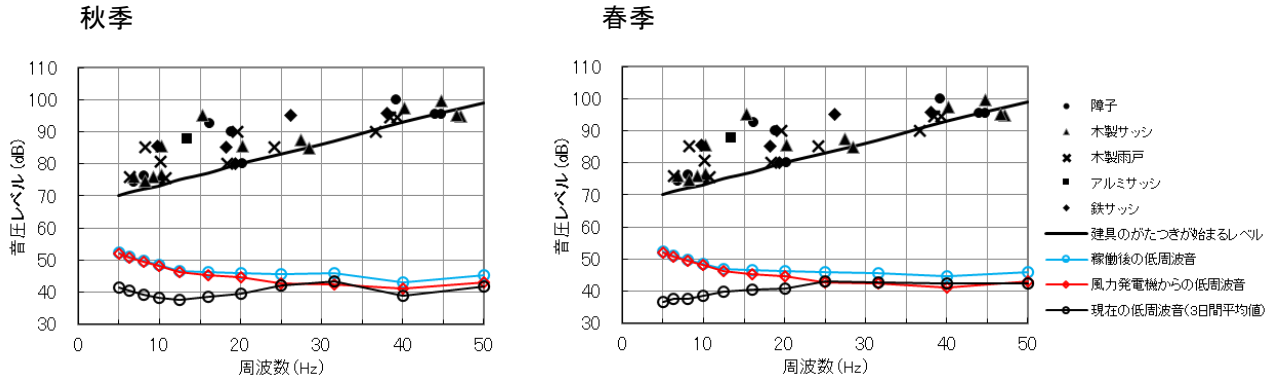 秋季
110
100
90
80
70
60
50
40
30
音圧レベル(dB)
0 10 20 30 40 50
周波数(Hz)
春季
110
100
90
80
70
60
50
40
30
音圧レベル(dB)
0 10 20 30 40 50
周波数(Hz)
障子
木製サッシ
木製雨戸
アルミサッシ
鉄サッシ
建具のがたつきが始まるレベル
稼働後の低周波音
風力発電機からの低周波音
現在の低周波音(3日間平均値)